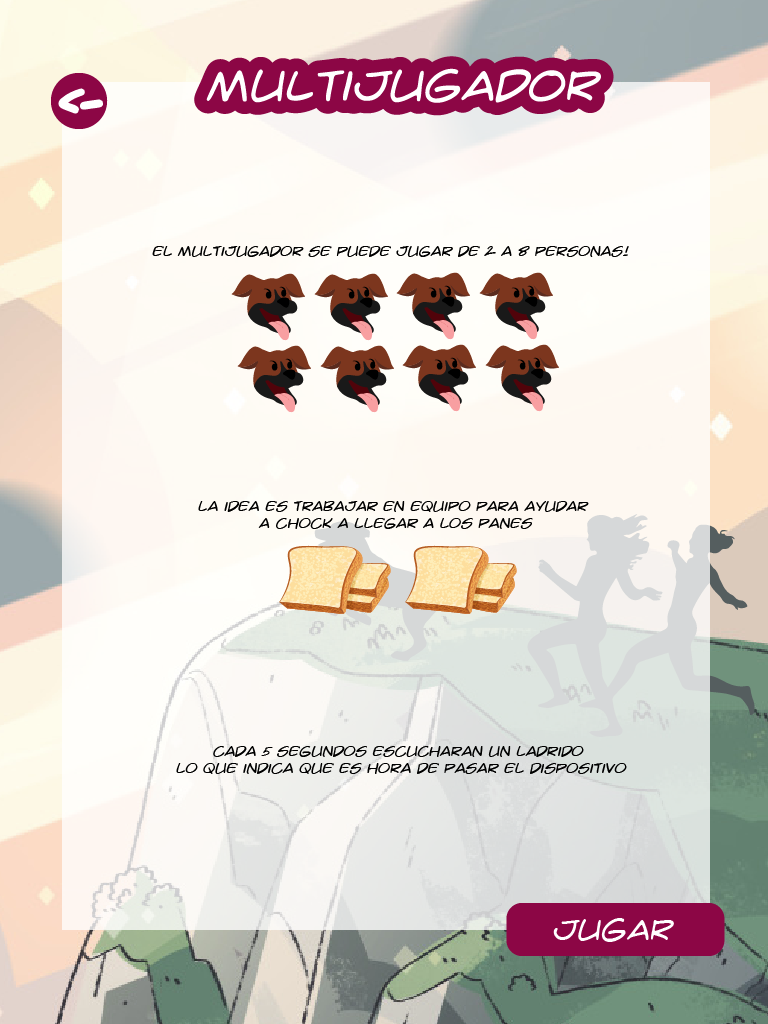 <-
MULTIJUGADOR
EL MULTIJUGADOR SE PUEDE JUGAR DE 2 A 8 PERSONAS!
LA IDEA ES TRABAJAR EN EQUIPO PARA AYUDAR
A CHOCK A LLEGAR A LOS PANES
CADA 5 SEGUNDOS ESCUCHARAN UN LADRIDO
LO QUE INDICA QUE ES HORA DE PASAR EL DISPOSITIVO
JUGAR